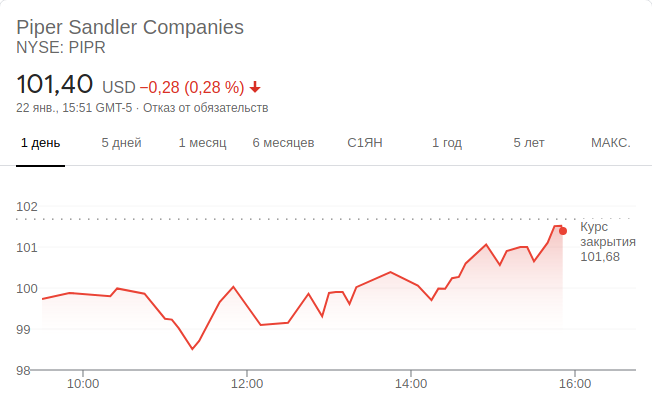 Piper Sandler Companies
NYSE: PIPR
101,40 USD −0,28 (0,28 %)
22 янв., 15:51 GMT-5 · Отказ от обязательств
1 день 5 дней 1 месяц 6 месяцев С1ЯН 1 год 5 лет МАКС.
102
101
100
99
98
Курс
закрытия
101,68
10:00 12:00 14:00 16:00